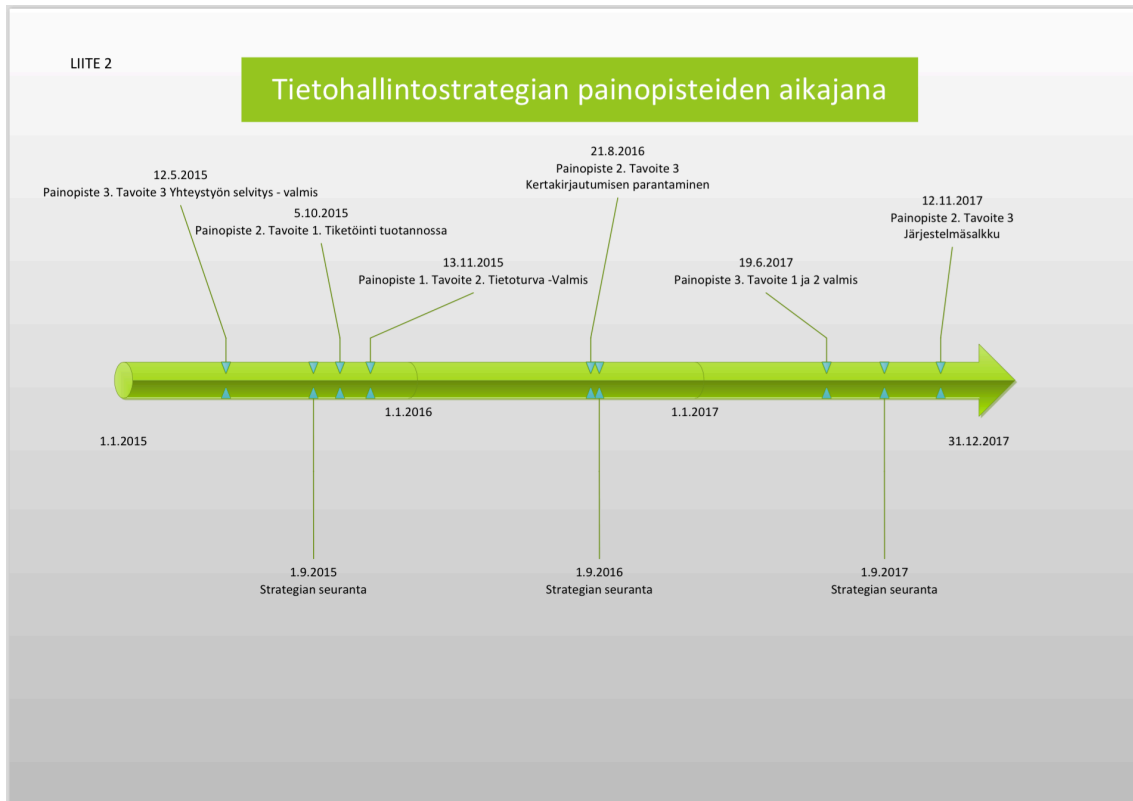 LIITE 2
Tietohallintostrategian painopisteiden aikajana
12.5.2015
Painopiste 3. Tavoite 3 Yhteystyön selvitys - valmis
5.10.2015
Painopiste 2. Tavoite 1. Tiketöinti tuotannossa
13.11.2015
Painopiste 1. Tavoite 2. Tietoturva -Valmis
21.8.2016
Painopiste 2. Tavoite 3
Kertakirjautumisen parantaminen
19.6.2017
Painopiste 3. Tavoite 1 ja 2 valmis
12.11.2017
Painopiste 2. Tavoite 3
Järjestelmäsalkku
1.1.2015
1.1.2016
1.1.2017
31.12.2017
1.9.2015
Strategian seuranta
1.9.2016
Strategian seuranta
1.9.2017
Strategian seuranta